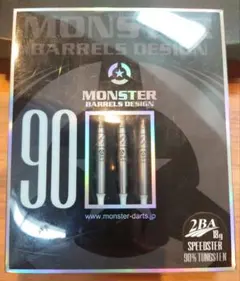 MONSTER
BARRELS DESIGN
MONSTER
BARRELS DESIGN
90
www.monster-darts.jp
2BA
18g
SPEEDSTER
90% TUNGSTEN